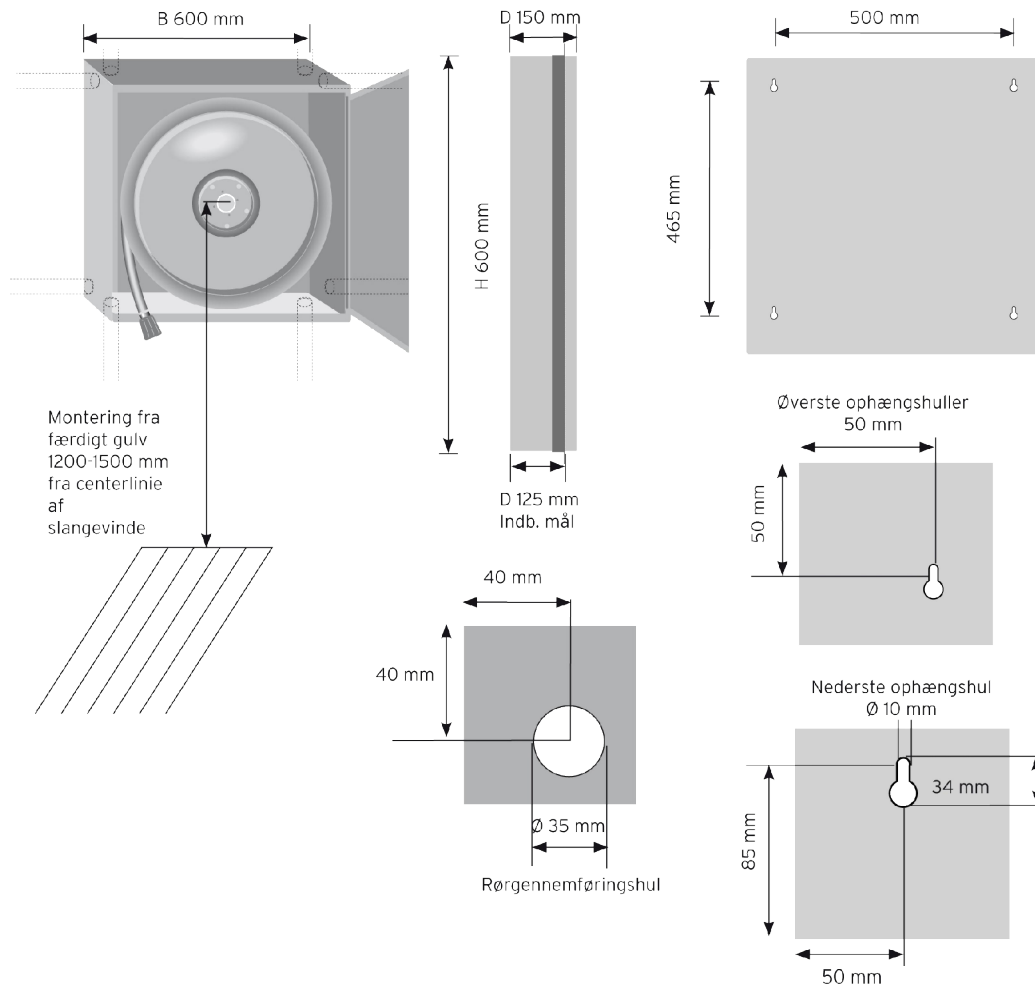 B 600 mm
D 150 mm
500 mm
H 600 mm
465 mm
Montering fra
færdigt gulv
1200-1500 mm
fra centerlinie
af
slangevinde
D 125 mm
Indb. mål
Øverste ophængshuller
50 mm
50 mm
40 mm
40 mm
Ø 35 mm
Rørgennemføringshul
Nederste ophængshul
Ø 10 mm
34 mm
85 mm
50 mm